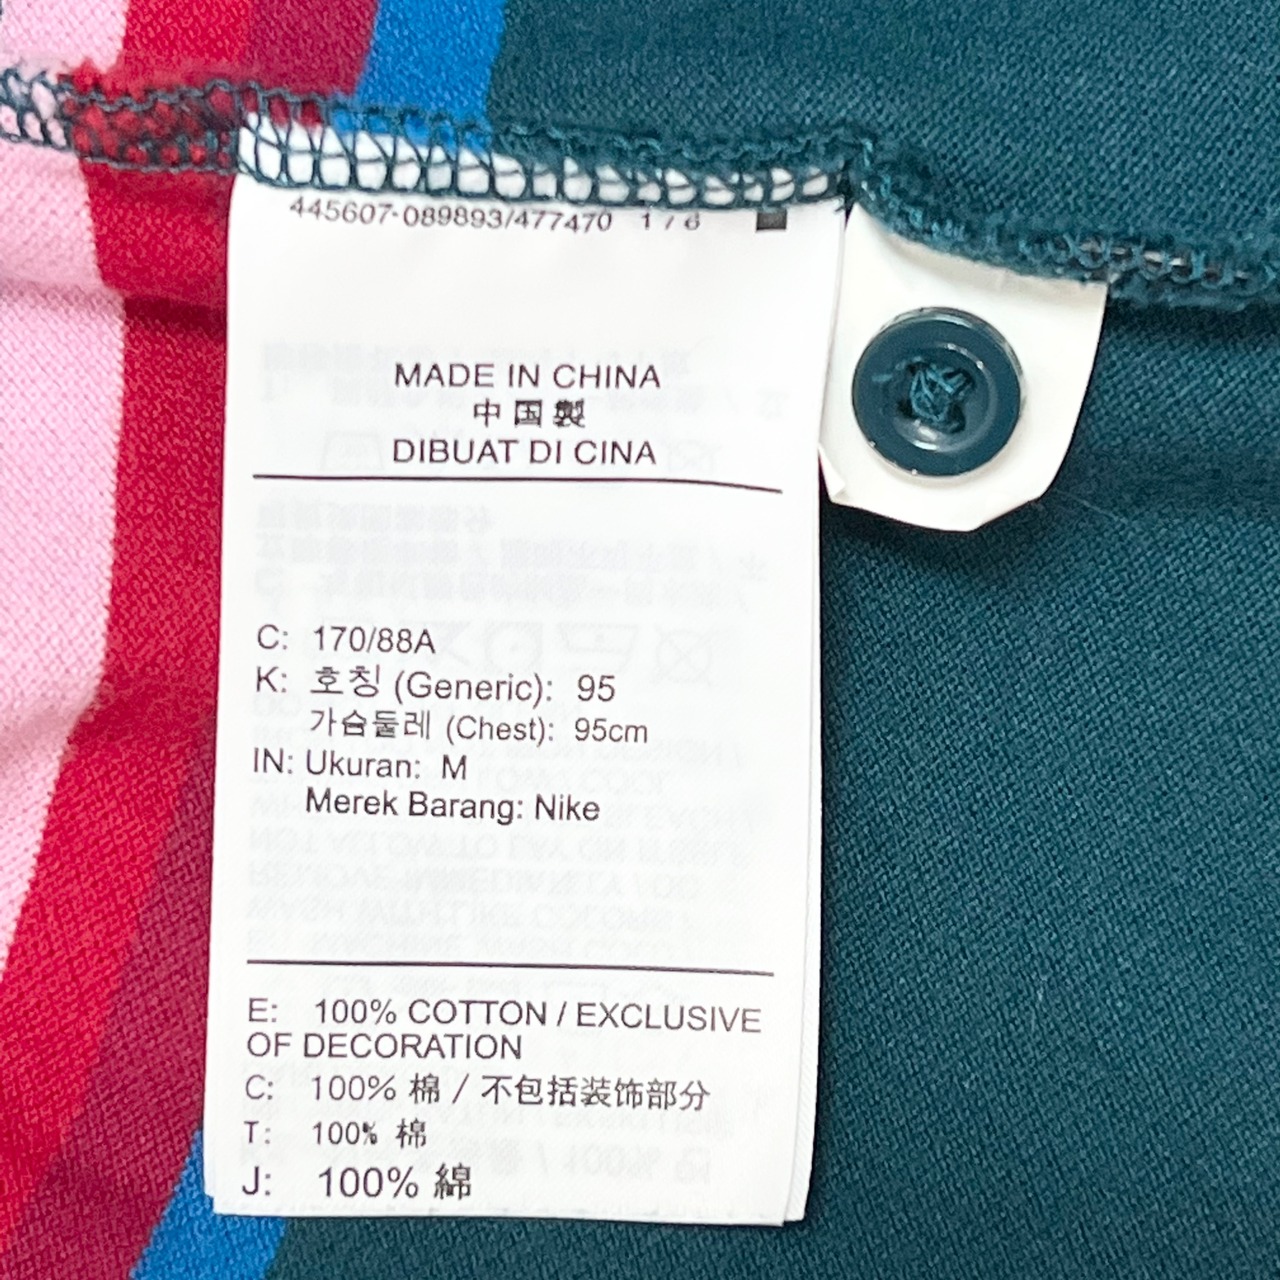 445607-089893/477470 1 / 6
MADE IN CHINA
中国製
DIBUAT DI CINA
C: 170/88A
K: 호칭 (Generic): 95
가슴둘레 (Chest): 95cm
IN: Ukuran: M
Merek Barang: Nike
E: 100% COTTON / EXCLUSIVE
OF DECORATION
C: 100% 棉 / 不包括装饰部分
T: 100% 棉
J: 100% 綿